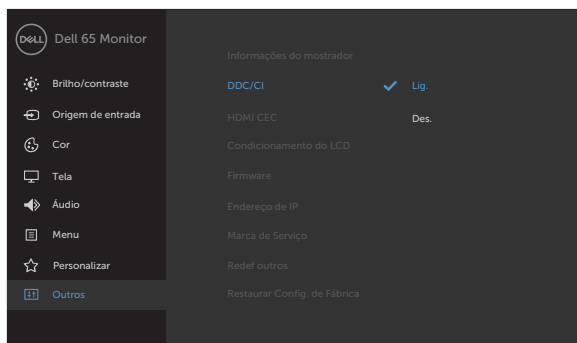 DELL Dell 65 Monitor
Informações do mostrador
Brilho/contraste DDC/CI Lig.
Origem de entrada HDMI CEC Des.
Cor Condicionamento do LCD
Tela Firmware
Áudio Endereço de IP
Menu Marca de Serviço
Personalizar Redef outros
Outros Restaurar Config. de Fábrica